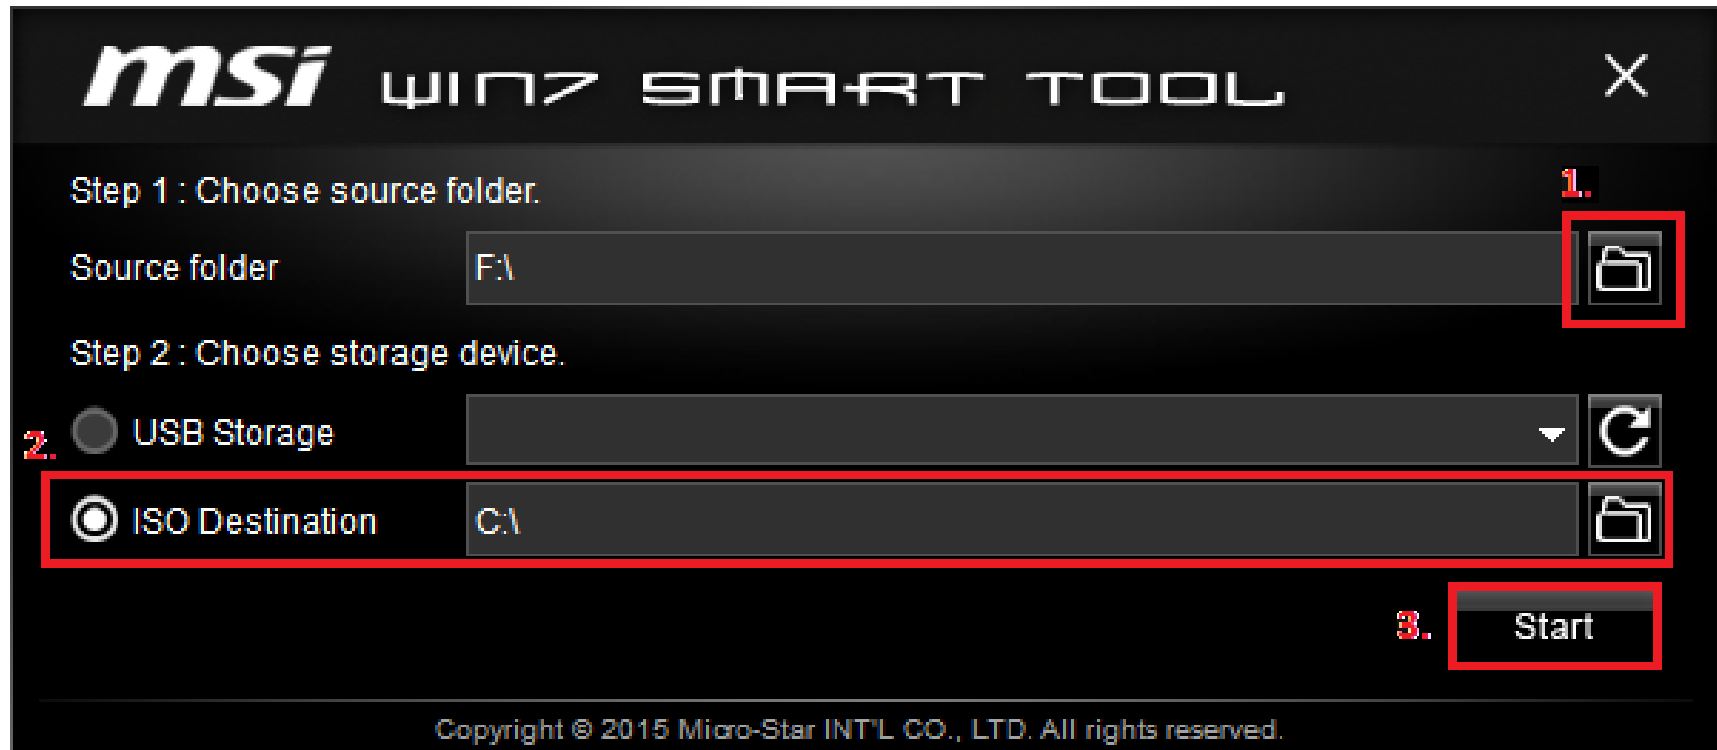 msi WIN7 SMART TOOL
Step 1 : Choose source folder.
1.
Source folder F:\
Step 2 : Choose storage device.
2. USB Storage
ISO Destination C:\
3. Start
Copyright © 2015 Micro-Star INT'L CO., LTD. All rights reserved.